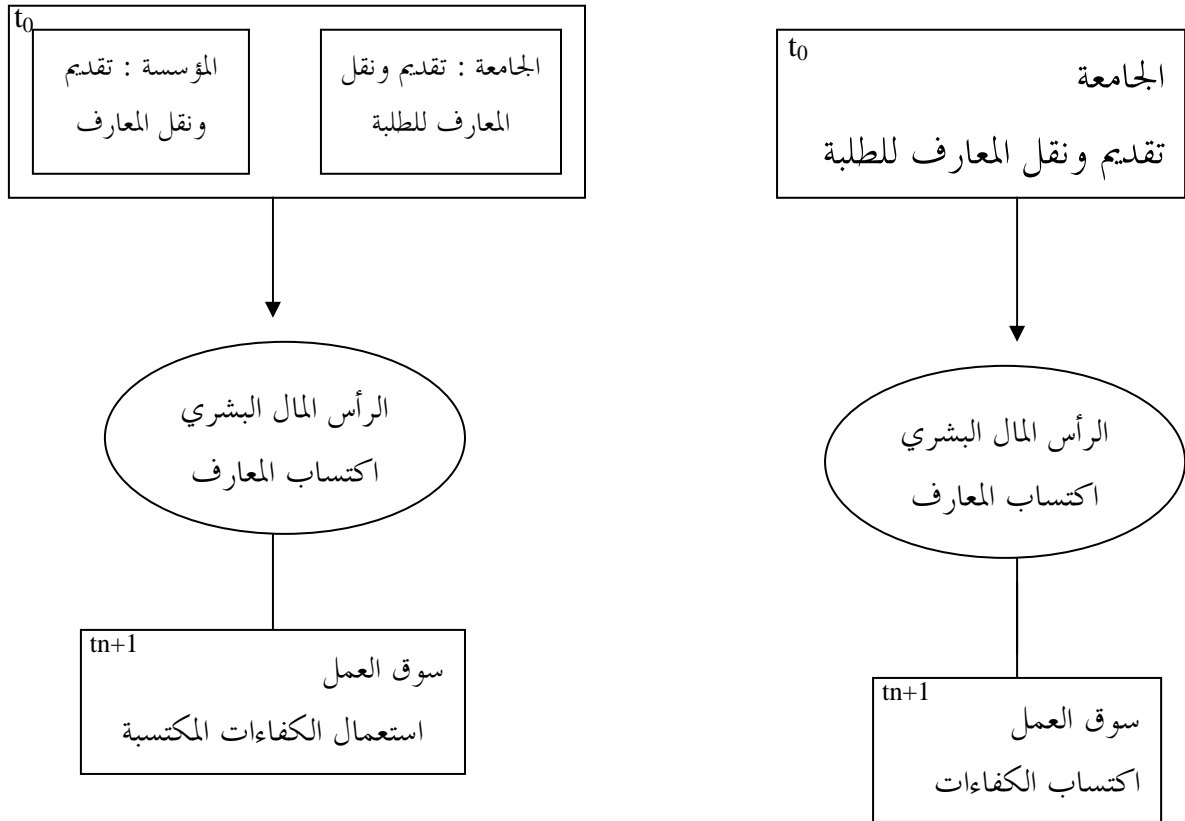 t0
الجامعة
تقديم ونقل المعارف للطلبة
الرأس المال البشري
اكتساب المعارف
tn+1
سوق العمل
اكتساب الكفاءات
t0
الجامعة : تقديم ونقل
المعارف للطلبة
المؤسسة : تقديم
ونقل المعارف
الرأس المال البشري
اكتساب المعارف
tn+1
سوق العمل
استعمال الكفاءات المكتسبة